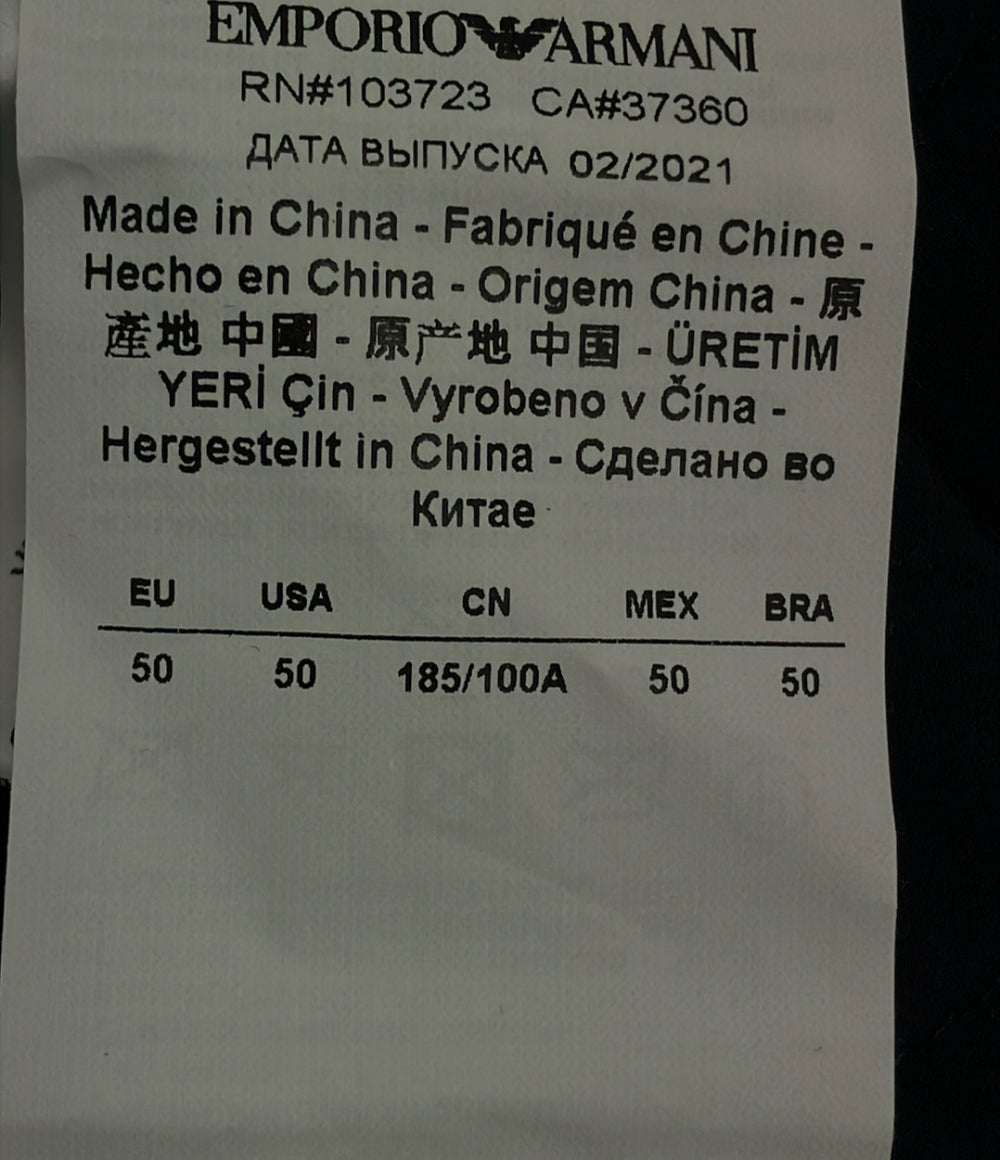 EMPORIO ARMANI
RN#103723 CA#37360
ДАТА ВЫПУСКА 02/2021
Made in China - Fabriqué en Chine -
Hecho en China - Origem China - 原
產地 中國 - 原产地 中国 - ÜRETİM
YERİ Çin - Vyrobeno v Čína -
Hergestellt in China - Сделано во
Китае
EU USA CN MEX BRA
50 50 185/100A 50 50